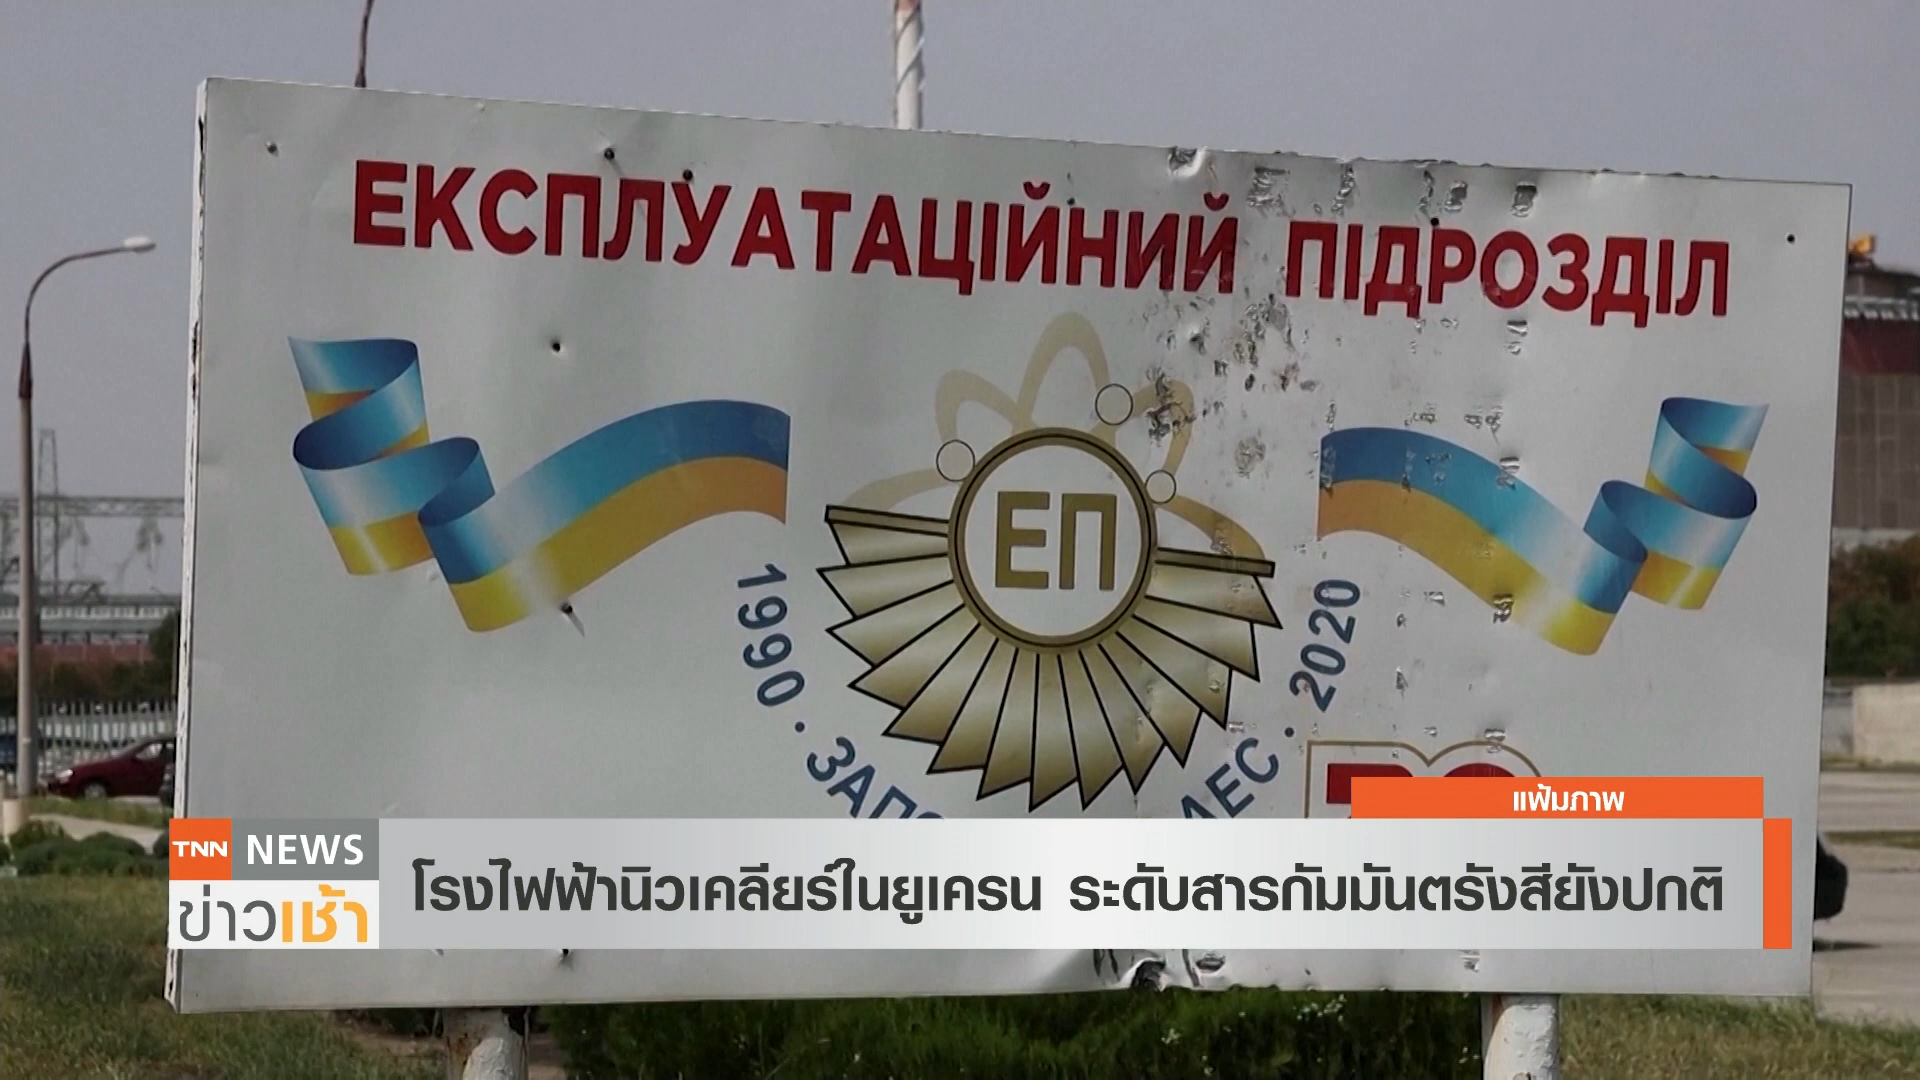 ЕКСПЛУАТАЦІЙНИЙ ПІДРОЗДІЛ
ЕП
1990 · ЗАПО
АЕС · 2020
แฟ้มภาพ
TNN NEWS
ข่าวเช้า
โรงไฟฟ้านิวเคลียร์ในยูเครน ระดับสารกัมมันตรังสียังปกติ